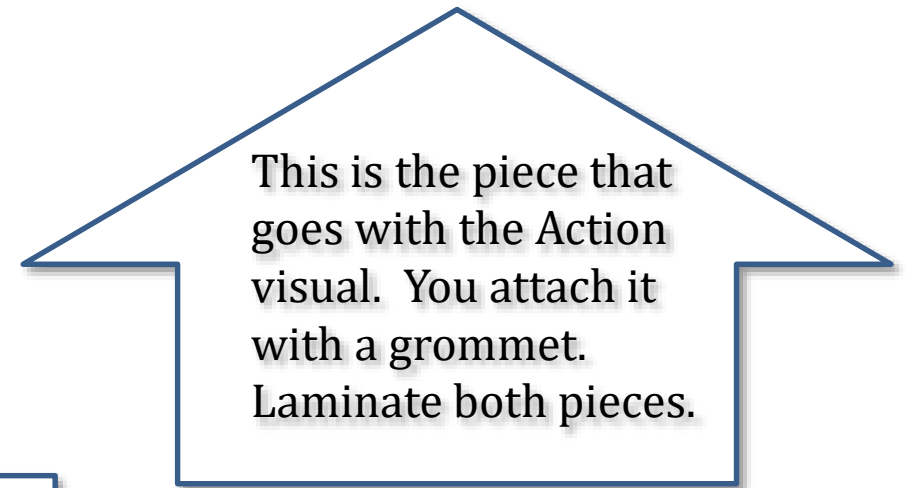 This is the piece that
goes with the Action
visual.  You attach it
with a grommet.
Laminate both pieces.